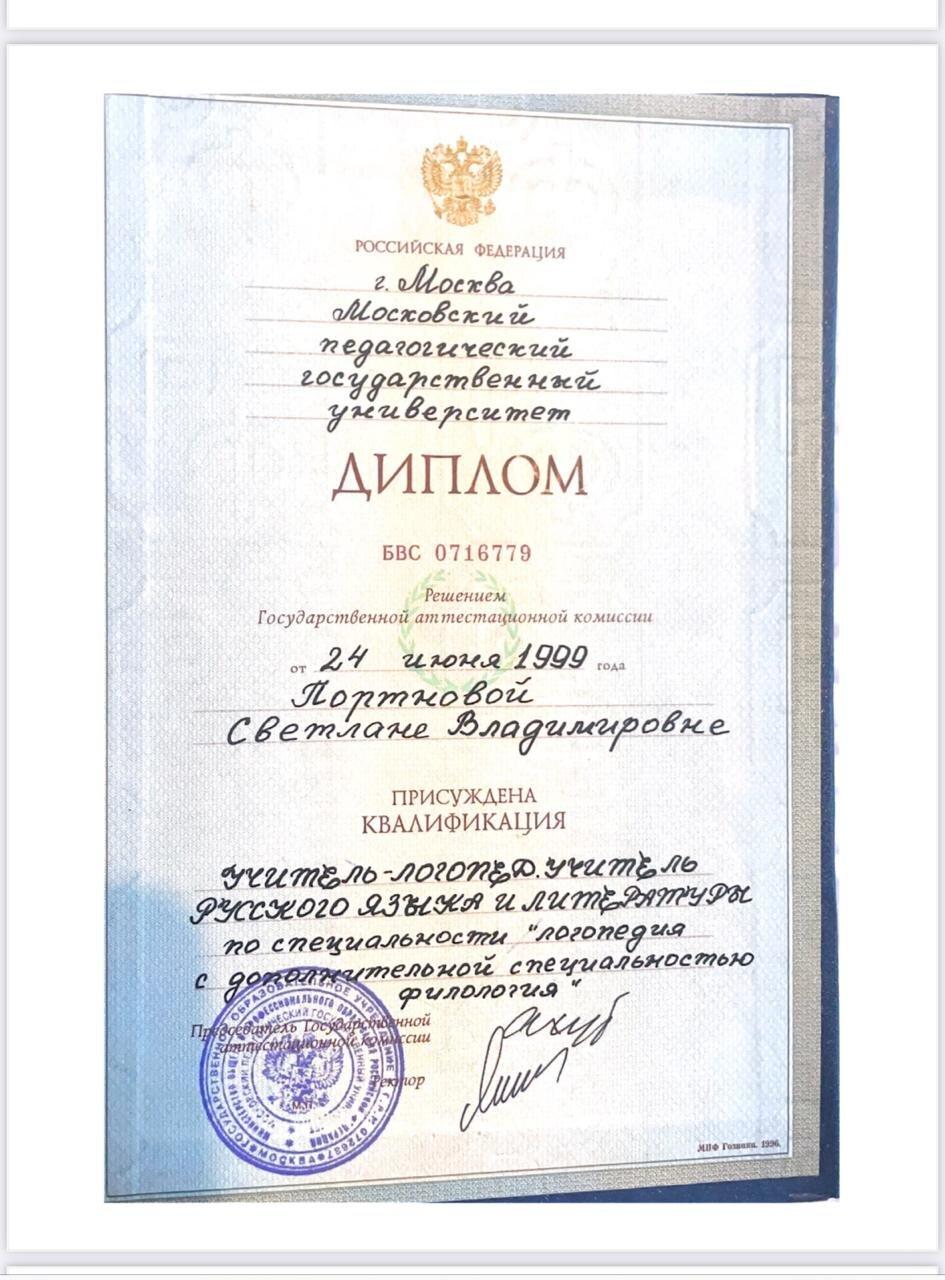 РОССИЙСКАЯ ФЕДЕРАЦИЯ
г. Москва
Московский
педагогический
государственный
университет
ДИПЛОМ
БВС 0716779
Решением
Государственной аттестационной комиссии
от 24 июня 1999 года
Портновой
Светлане Владимировне
ПРИСУЖДЕНА
КВАЛИФИКАЦИЯ
УЧИТЕЛЬ-ЛОГОПЕД. УЧИТЕЛЬ
РУССКОГО ЯЗЫКА И ЛИТЕРАТУРЫ
по специальности "логопедия
с дополнительной специальностью
филология"
Председатель Государственной
аттестационной комиссии
Ректор
МОСКВА
МПФ Гознака. 1996.